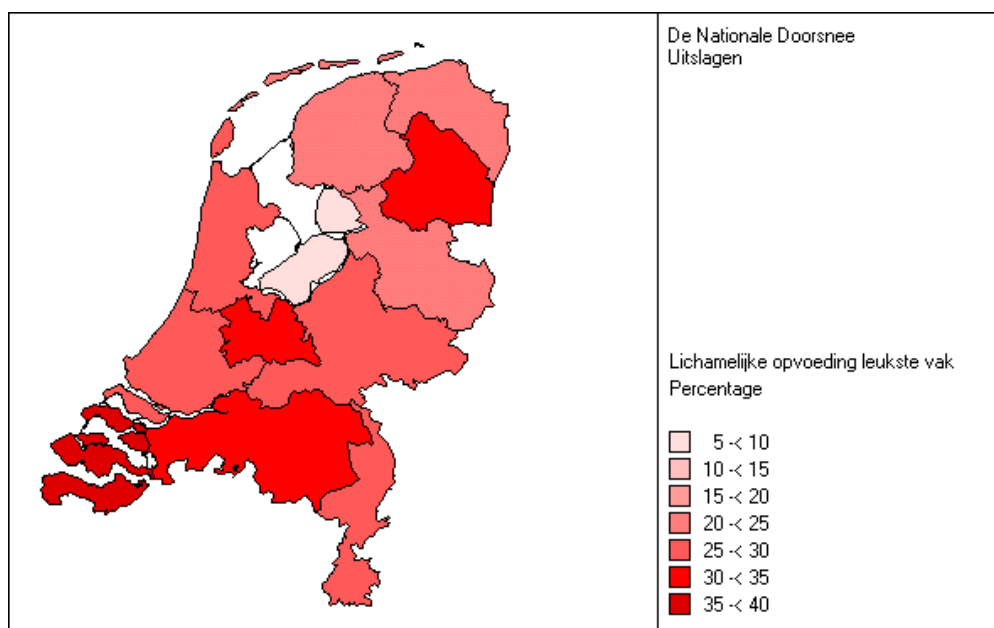 De Nationale Doorsnee
Uitslagen
Lichamelijke opvoeding leukste vak
Percentage
5 -< 10
10 -< 15
15 -< 20
20 -< 25
25 -< 30
30 -< 35
35 -< 40